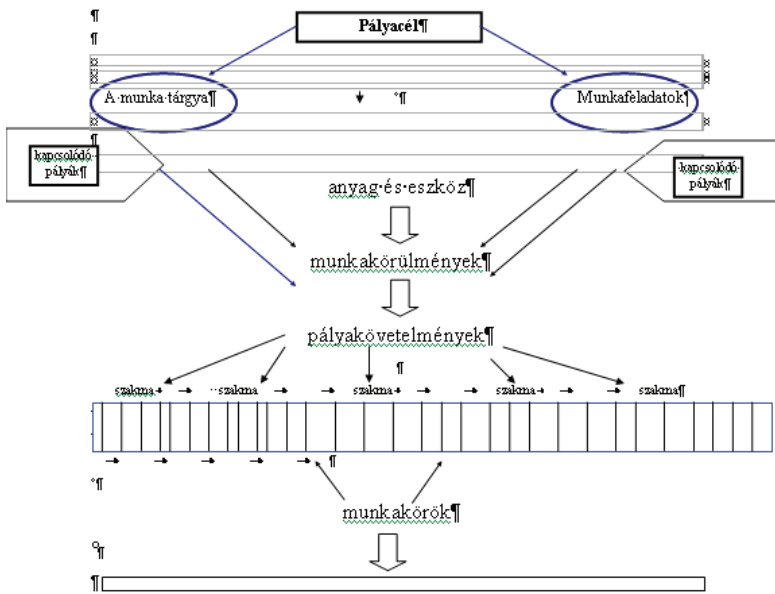 Pályacél
A munka tárgya
Munkafeladatok
kapcsolódó
pályák
kapcsolódó
pályák
anyag és eszköz
munkakörülmények
pályakövetelmények
szakma szakma szakma szakma szakma
munkakörök